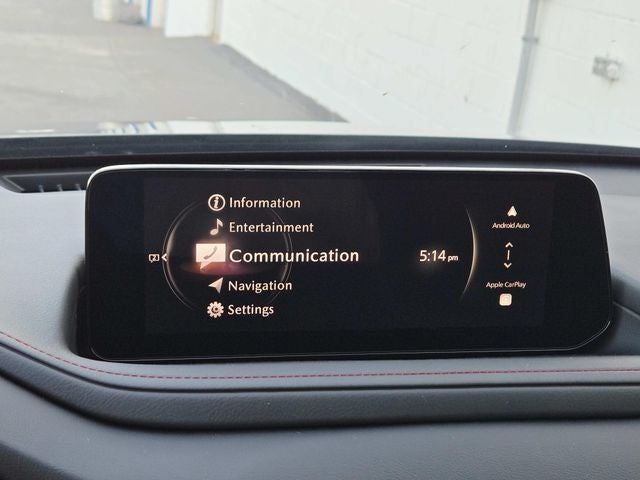 Information
Entertainment
Communication
Navigation
Settings
5:14 pm
Android Auto
Apple CarPlay